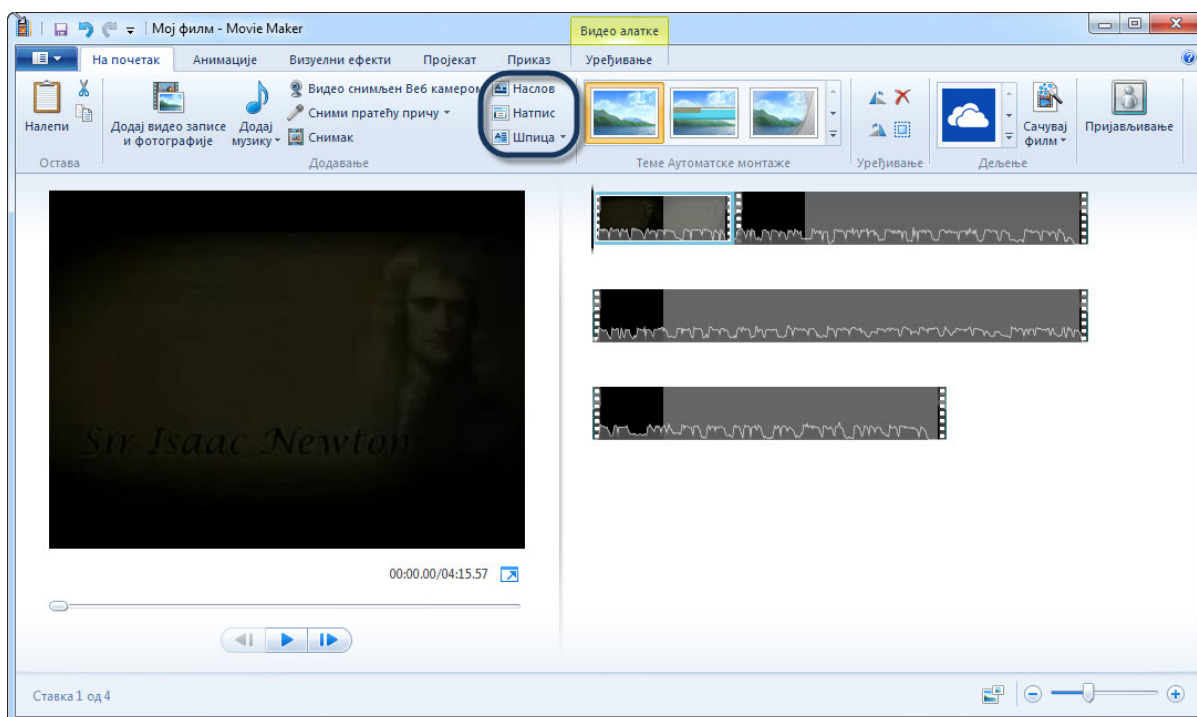 Мој филм - Movie Maker
Видео алатке
На почетак Анимације Визуелни ефекти Пројекат Приказ Уређивање
Налепи
Додај видео записе и фотографије
Додај музику
Видео снимљен Веб камером
Сними пратећу причу
Снимак
Наслов
Натпис
Шпица
Сачувај филм
Пријављивање
Остава
Додавање
Теме Аутоматске монтаже
Уређивање
Дељење
Sir Isaac Newton
00:00.00/04:15.57
Ставка 1 од 4